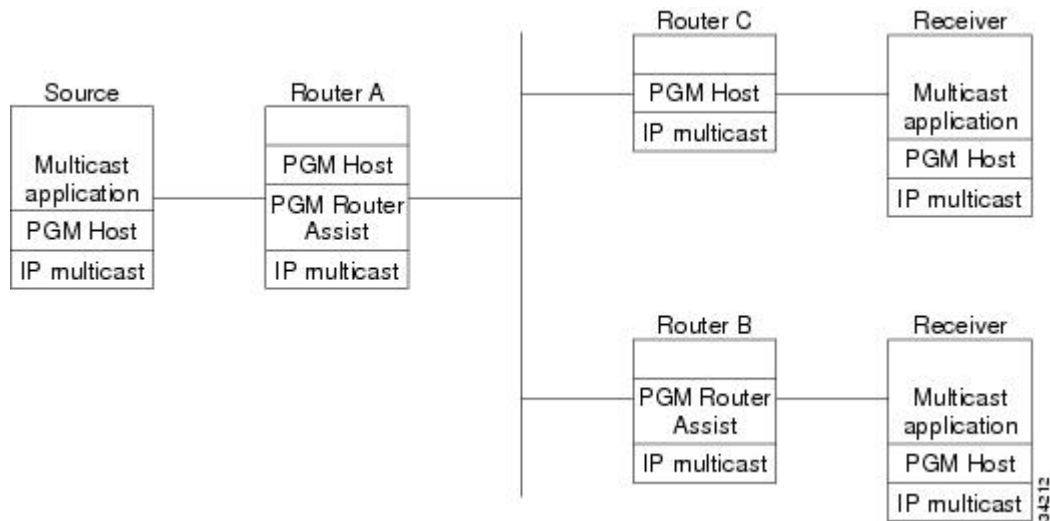 Source
Multicast
application
PGM Host
IP multicast
Router A
PGM Host
PGM Router
Assist
IP multicast
Router C
PGM Host
IP multicast
Receiver
Multicast
application
PGM Host
IP multicast
Router B
PGM Router
Assist
IP multicast
Receiver
Multicast
application
PGM Host
IP multicast
34212